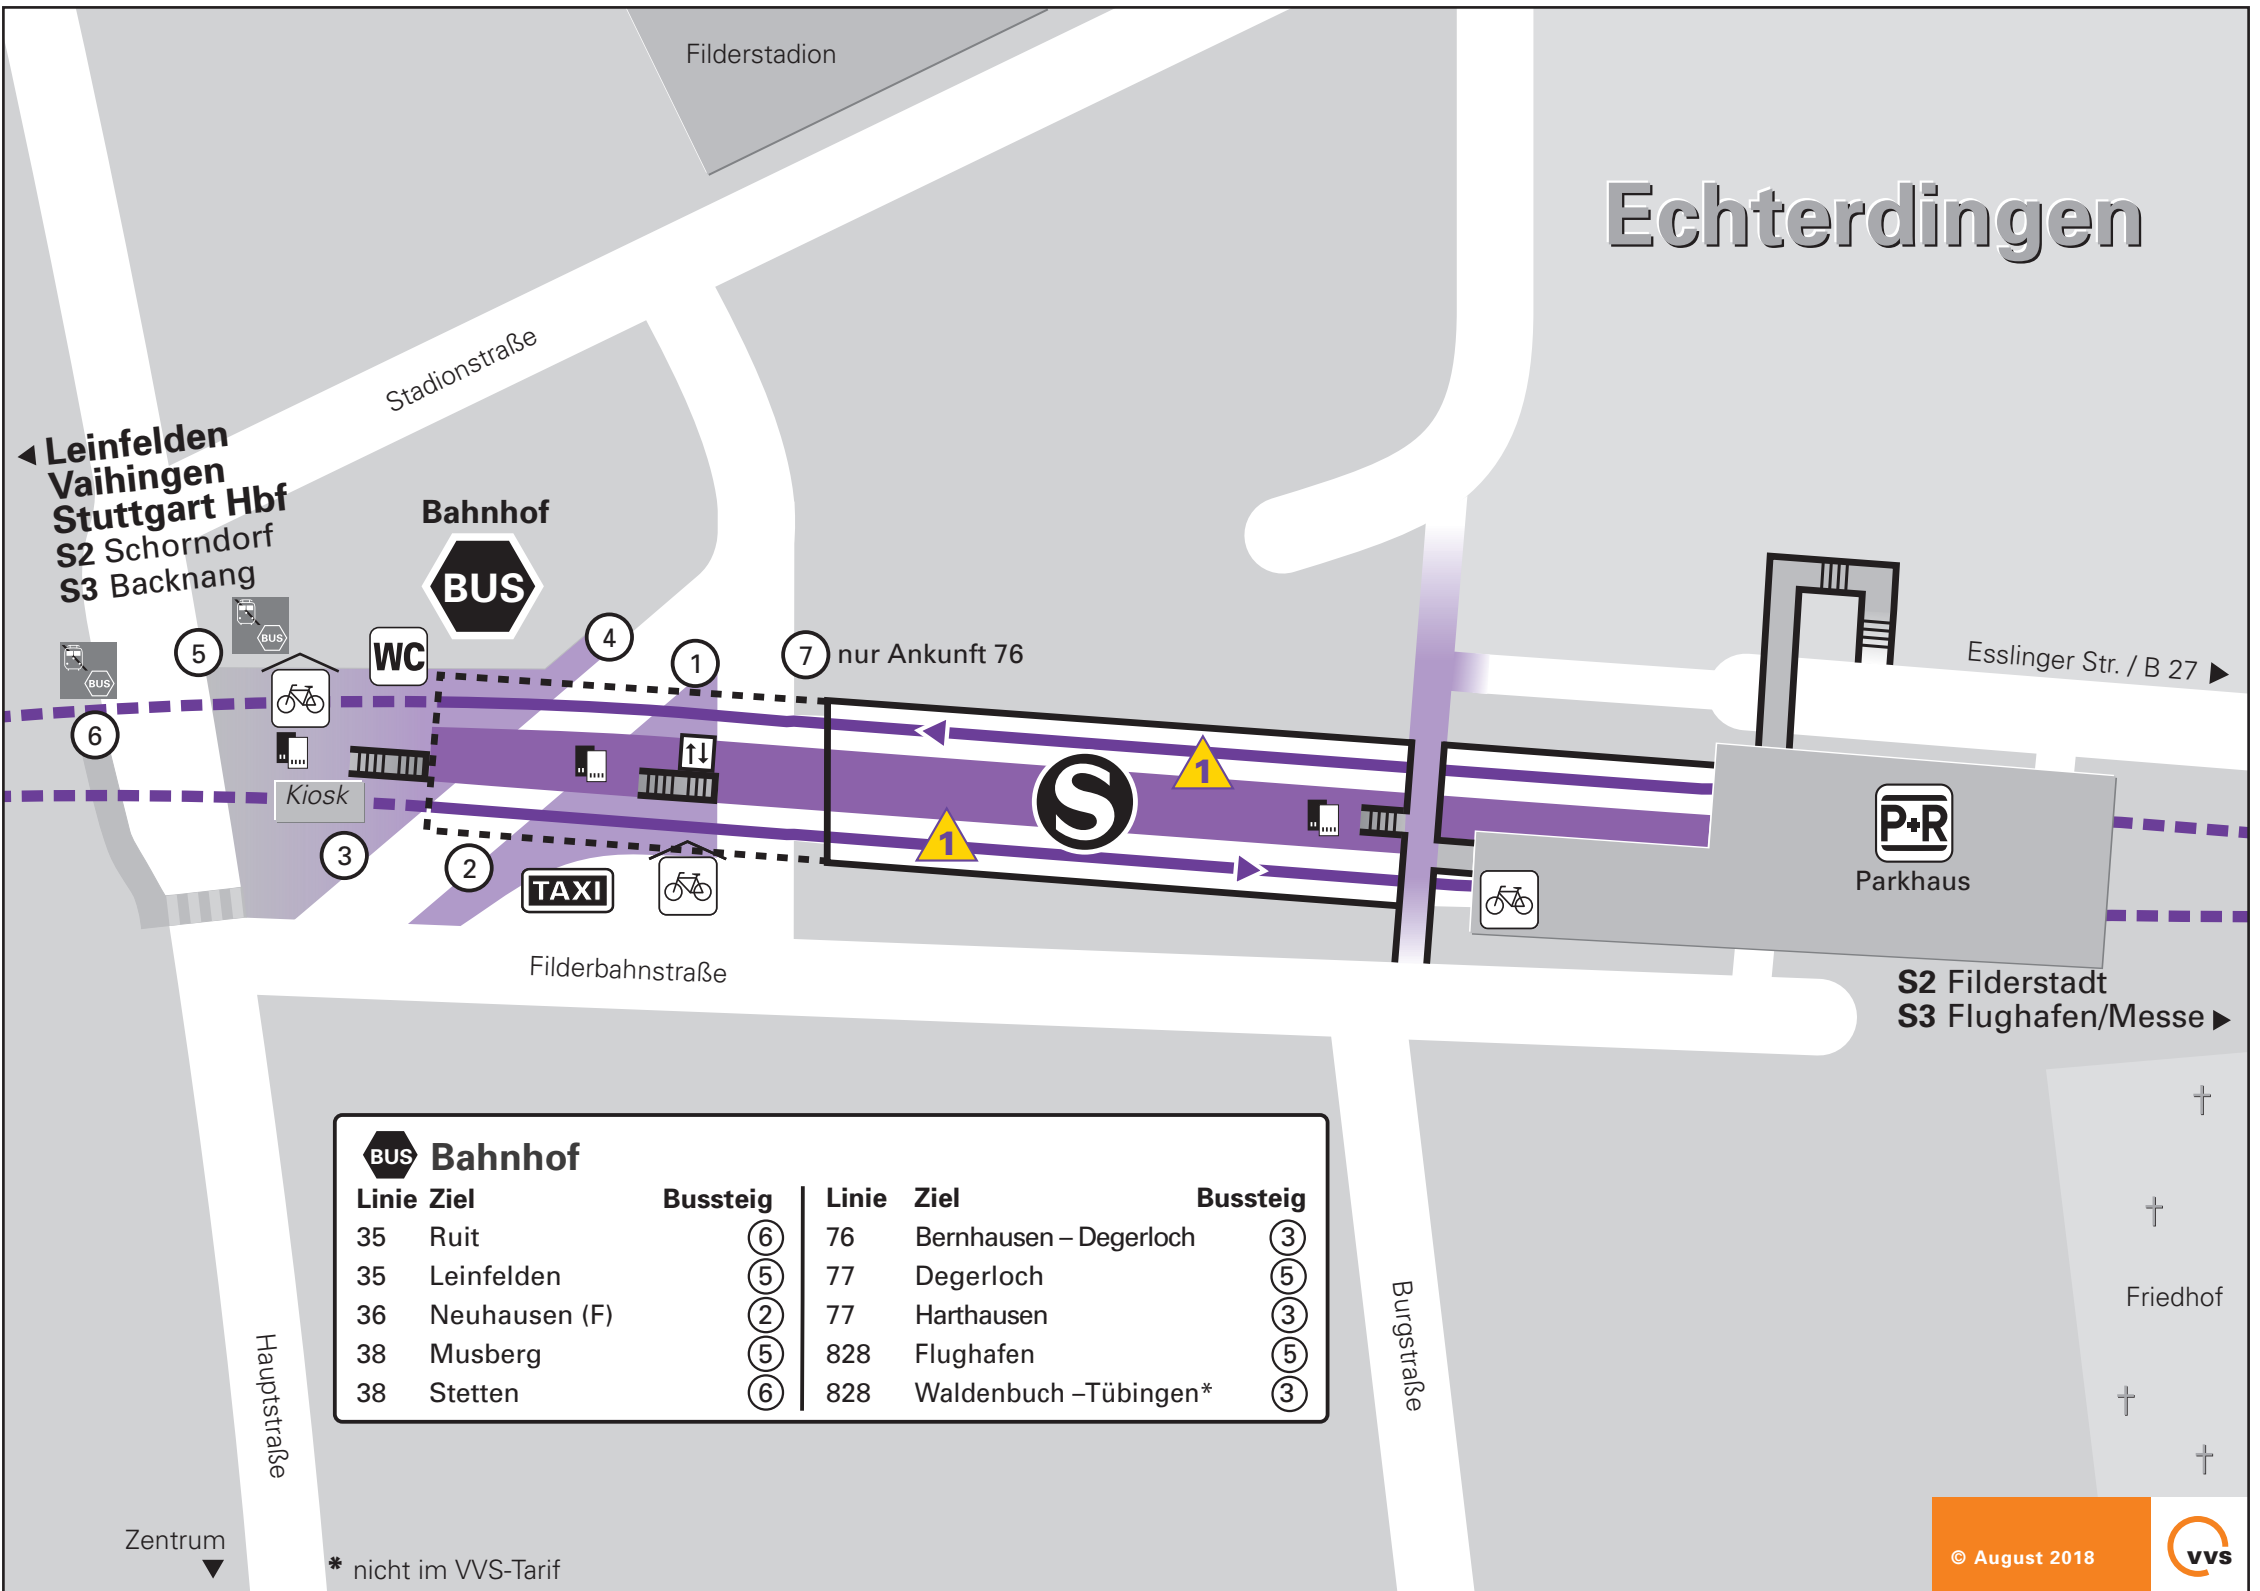 Filderstadion
Echterdingen
Stadionstraße
Leinfelden
Vaihingen
Stuttgart Hbf
S2 Schorndorf
S3 Backnang
Bahnhof
BUS
BUS
BUS
5
6
WC
4
1
7 nur Ankunft 76
Esslinger Str. / B 27
Kiosk
3
2
TAXI
S
1
1
P+R
Parkhaus
Filderbahnstraße
S2 Filderstadt
S3 Flughafen/Messe
BUS Bahnhof
Linie Ziel Bussteig
35 Ruit 6
35 Leinfelden 5
36 Neuhausen (F) 2
38 Musberg 5
38 Stetten 6
Linie Ziel Bussteig
76 Bernhausen – Degerloch 3
77 Degerloch 5
77 Harthausen 3
828 Flughafen 5
828 Waldenbuch –Tübingen* 3
Hauptstraße
Burgstraße
Friedhof
Zentrum
* nicht im VVS-Tarif
© August 2018
vvs